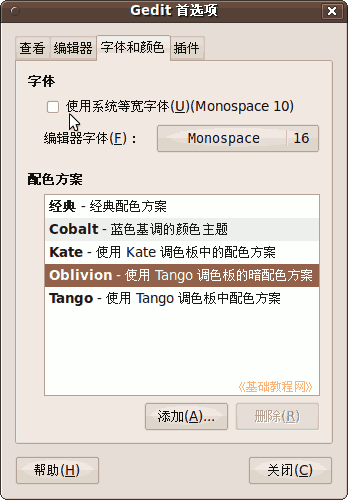 Gedit 首选项
查看 编辑器 字体和颜色 插件
字体
使用系统等宽字体(U)(Monospace 10)
编辑器字体(F)： Monospace 16
配色方案
经典 - 经典配色方案
Cobalt - 蓝色基调的颜色主题
Kate - 使用 Kate 调色板中的配色方案
Oblivion - 使用 Tango 调色板的暗配色方案
Tango - 使用 Tango 调色板中配色方案
《基础教程网》
添加(A)... 删除(R)
帮助(H) 关闭(C)